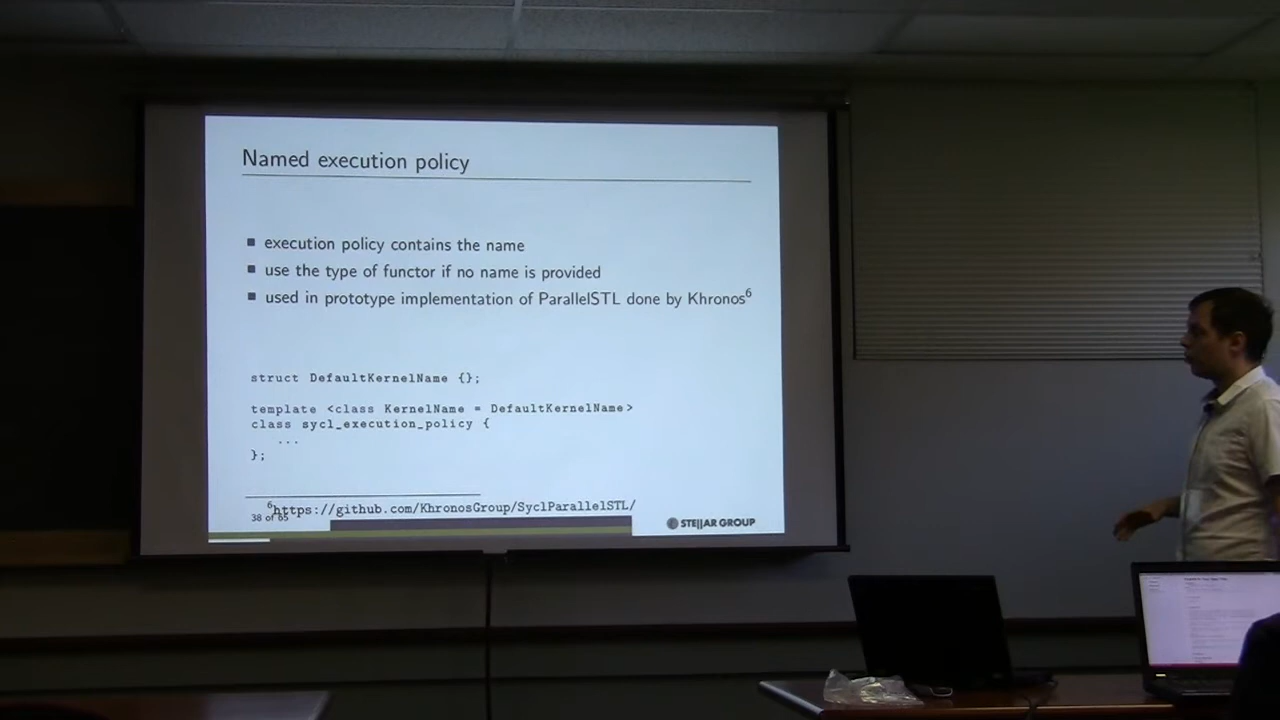 Named execution policy
execution policy contains the name
use the type of functor if no name is provided
used in prototype implementation of ParallelSTL done by Khronos6
struct DefaultKernelName {};
template <class KernelName = DefaultKernelName>
class sycl_execution_policy {
...
};
6https://github.com/KhronosGroup/SyclParallelSTL/
38 of 65
STE||AR GROUP